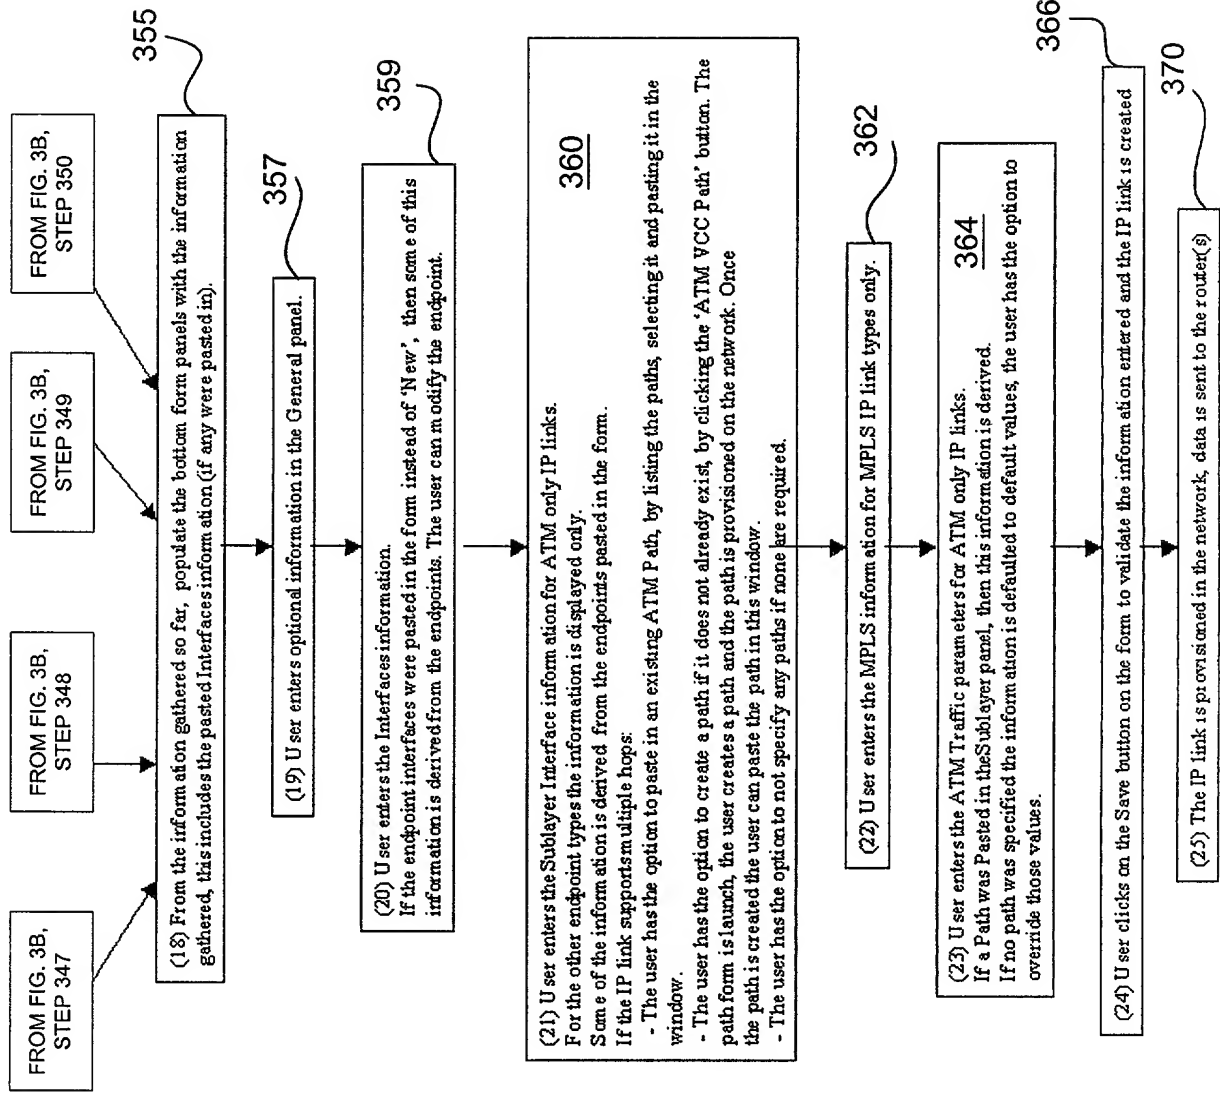 FROM FIG. 3B,
STEP 347
FROM FIG. 3B,
STEP 348
FROM FIG. 3B,
STEP 349
FROM FIG. 3B,
STEP 350
355
(18) From the information gathered so far, populate the bottom form panels with the information
gathered, this includes the pasted Interfaces information (if any were pasted in).
357
(19) User enters optional information in the General panel.
359
(20) User enters the Interfaces information.
If the endpoint interfaces were pasted in the form instead of 'New', then some of this
information is derived from the endpoints. The user can modify the endpoint.
360
(21) User enters the Sublayer Interface information for ATM only IP links.
For the other endpoint types the information is displayed only.
Some of the information is derived from the endpoints pasted in the form.
If the IP link supports multiple hops:
- The user has the option to paste in an existing ATM Path, by listing the paths, selecting it and pasting it in the
window.
- The user has the option to create a path if it does not already exist, by clicking the 'ATM VCC Path' button. The
path form is launch, the user creates a path and the path is provisioned on the network. Once
the path is created the user can paste the path in this window.
- The user has the option to not specify any paths if none are required.
362
(22) User enters the MPLS information for MPLS IP link types only.
364
(23) User enters the ATM Traffic parameters for ATM only IP links.
If a Path was Pasted in the Sublayer panel, then this information is derived.
If no path was specified the information is defaulted to default values, the user has the option to
override those values.
366
(24) User clicks on the Save button on the form to validate the information entered and the IP link is created
370
(25) The IP link is provisioned in the network, data is sent to the router(s)